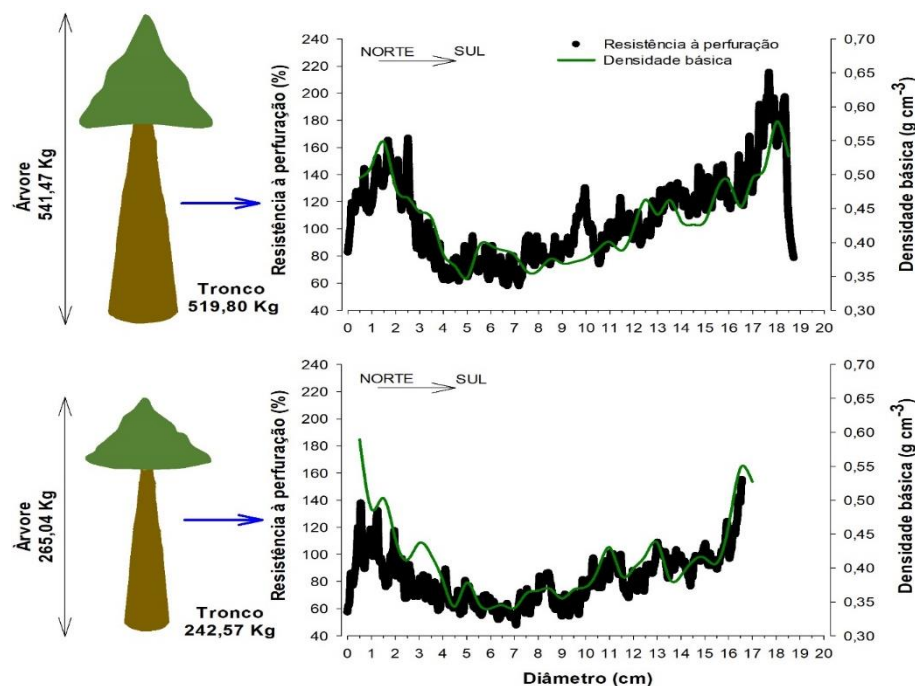 Árvore
541,47 Kg
Tronco
519,80 Kg
Resistência à perfuração (%)
240
220
200
180
160
140
120
100
80
60
40
NORTE
SUL
Resistência à perfuração
Densidade básica
0,70
0,65
0,60
0,55
0,50
0,45
0,40
0,35
0,30
Densidade básica (g cm⁻³)
0 1 2 3 4 5 6 7 8 9 10 11 12 13 14 15 16 17 18 19 20
Àrvore
265,04 Kg
Tronco
242,57 Kg
Resistência à perfuração (%)
240
220
200
180
160
140
120
100
80
60
40
NORTE
SUL
0,70
0,65
0,60
0,55
0,50
0,45
0,40
0,35
0,30
Densidade básica (g cm⁻³)
0 1 2 3 4 5 6 7 8 9 10 11 12 13 14 15 16 17 18 19 20
Diâmetro (cm)